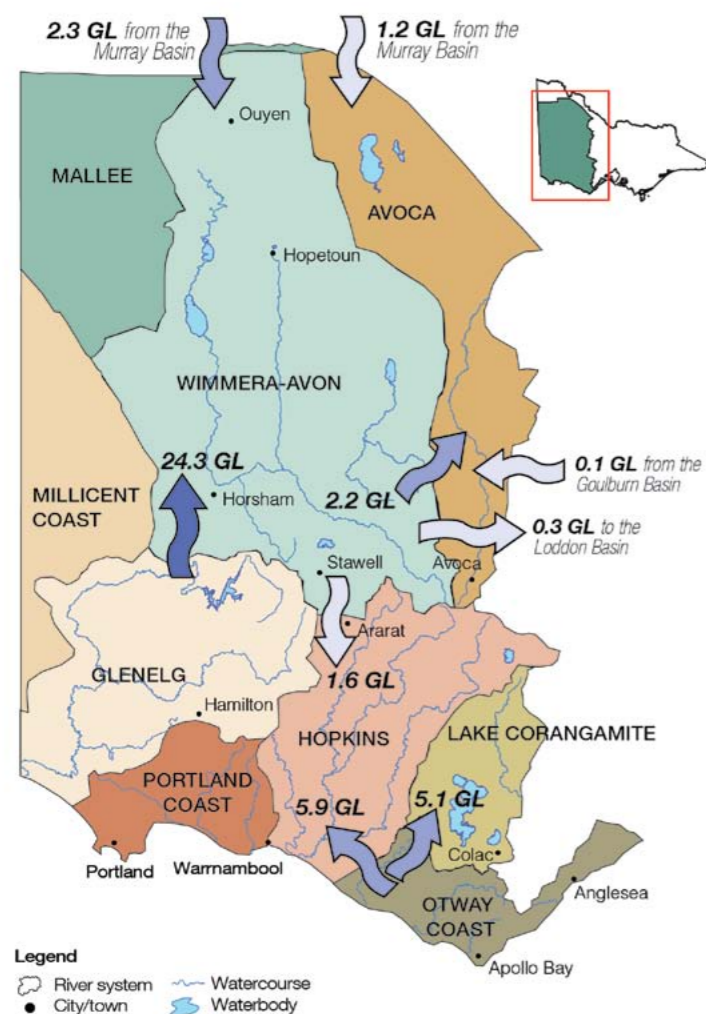 2.3 GL from the
Murray Basin
1.2 GL from the
Murray Basin
Ouyen
MALLEE
AVOCA
Hopetoun
WIMMERA-AVON
24.3 GL
MILLICENT
COAST
Horsham
2.2 GL
0.1 GL from the
Goulburn Basin
0.3 GL to the
Loddon Basin
Stawell
Avoca
Ararat
GLENELG
1.6 GL
Hamilton
HOPKINS
LAKE CORANGAMITE
PORTLAND
COAST
5.9 GL
5.1 GL
Colac
Portland
Warrnambool
OTWAY
COAST
Anglesea
Apollo Bay
Legend
River system
Watercourse
City/town
Waterbody